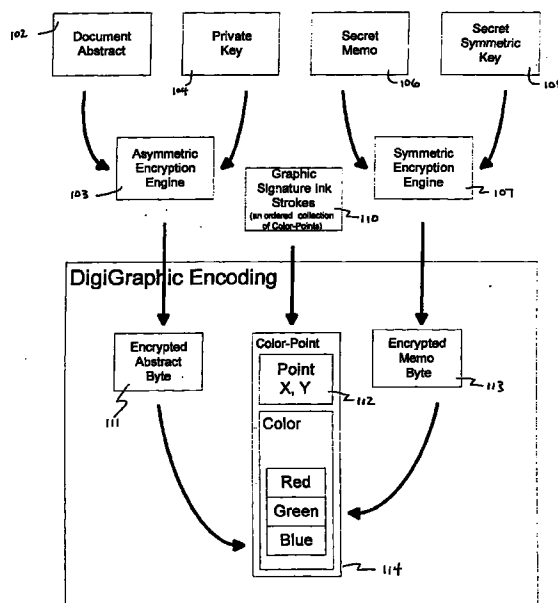 102
Document
Abstract
Private
Key
104
Secret
Memo
106
Secret
Symmetric
Key
Asymmetric
Encryption
Engine
103
Graphic
Signature Ink
Strokes
(an ordered collection
of Color-Points)
110
Symmetric
Encryption
Engine
107
DigiGraphic Encoding
Encrypted
Abstract
Byte
111
Color-Point
Point
X, Y
112
Color
Red
Green
Blue
114
Encrypted
Memo
Byte
113